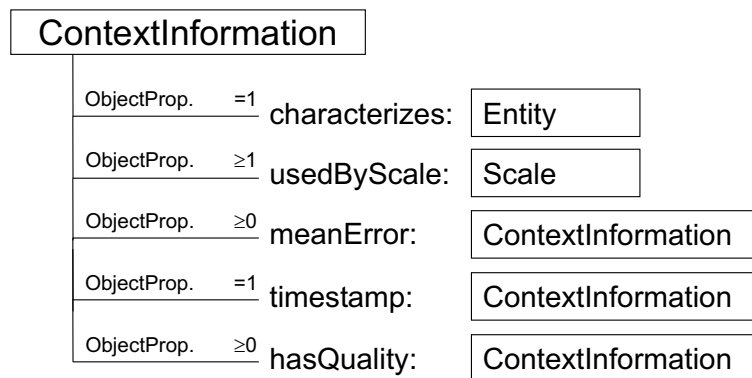 ContextInformation
ObjectProp. =1 characterizes: Entity
ObjectProp. ≥1 usedByScale: Scale
ObjectProp. ≥0 meanError: ContextInformation
ObjectProp. =1 timestamp: ContextInformation
ObjectProp. ≥0 hasQuality: ContextInformation